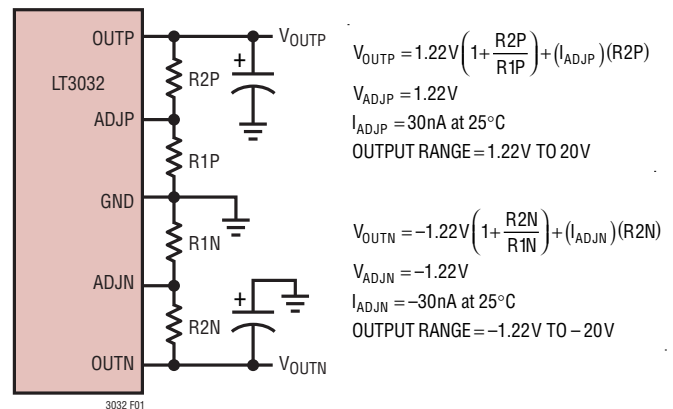 OUTP
V_OUTP
LT3032
R2P
ADJP
R1P
GND
R1N
ADJN
R2N
OUTN
V_OUTN
3032 F01
V_OUTP = 1.22V(1 + R2P/R1P) + (I_ADJP)(R2P)
V_ADJP = 1.22V
I_ADJP = 30nA at 25°C
OUTPUT RANGE = 1.22V TO 20V
V_OUTN = –1.22V(1 + R2N/R1N) + (I_ADJN)(R2N)
V_ADJN = –1.22V
I_ADJN = –30nA at 25°C
OUTPUT RANGE = –1.22V TO –20V